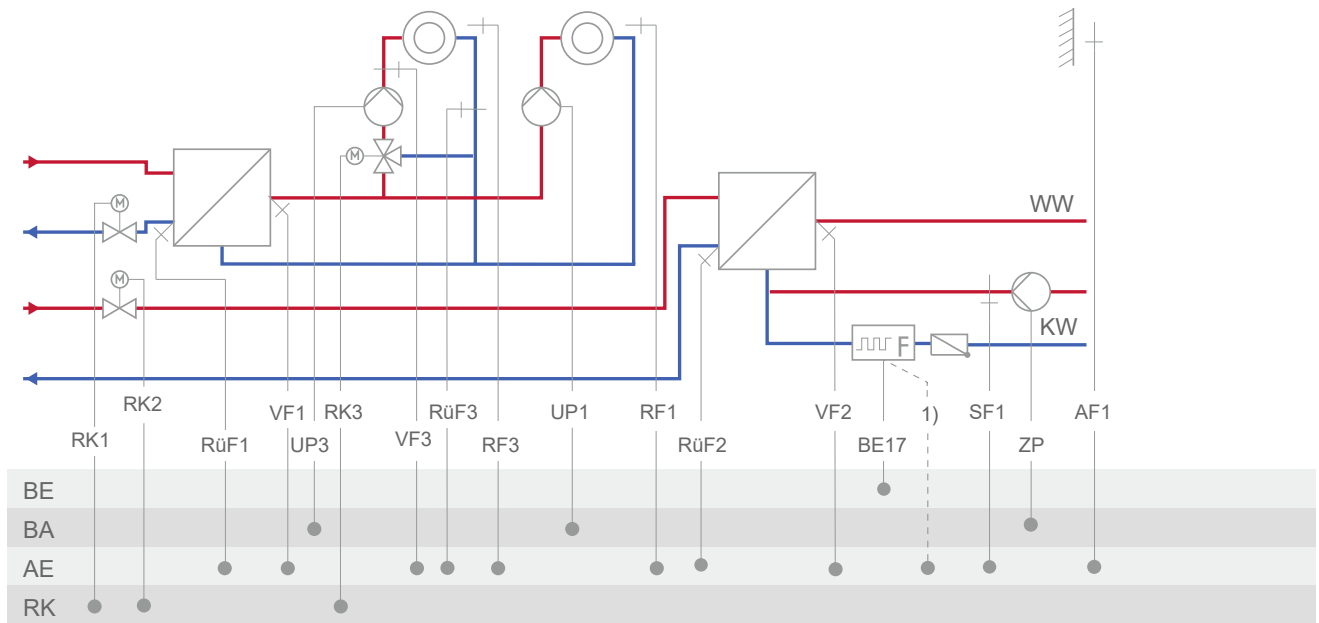 M
WW
M
M
KW
F
RK2
VF1
RK3
RüF3
UP1
RF1
VF2
1)
SF1
AF1
RK1
RüF1
UP3
VF3
RF3
RüF2
BE17
ZP
BE
BA
AE
RK